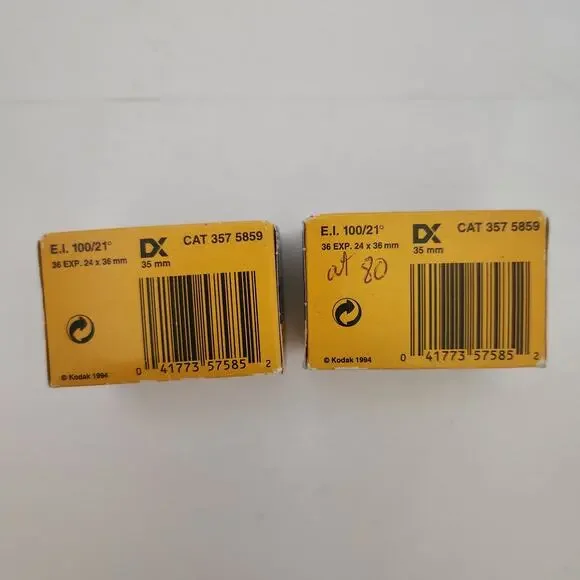 E.I. 100/21°
DX
CAT 357 5859
36 EXP. 24 x 36 mm
35 mm
© Kodak 1994
0 41773 57585 2
E.I. 100/21°
DX
CAT 357 5859
36 EXP. 24 x 36 mm
35 mm
at 80
© Kodak 1994
0 41773 57585 2